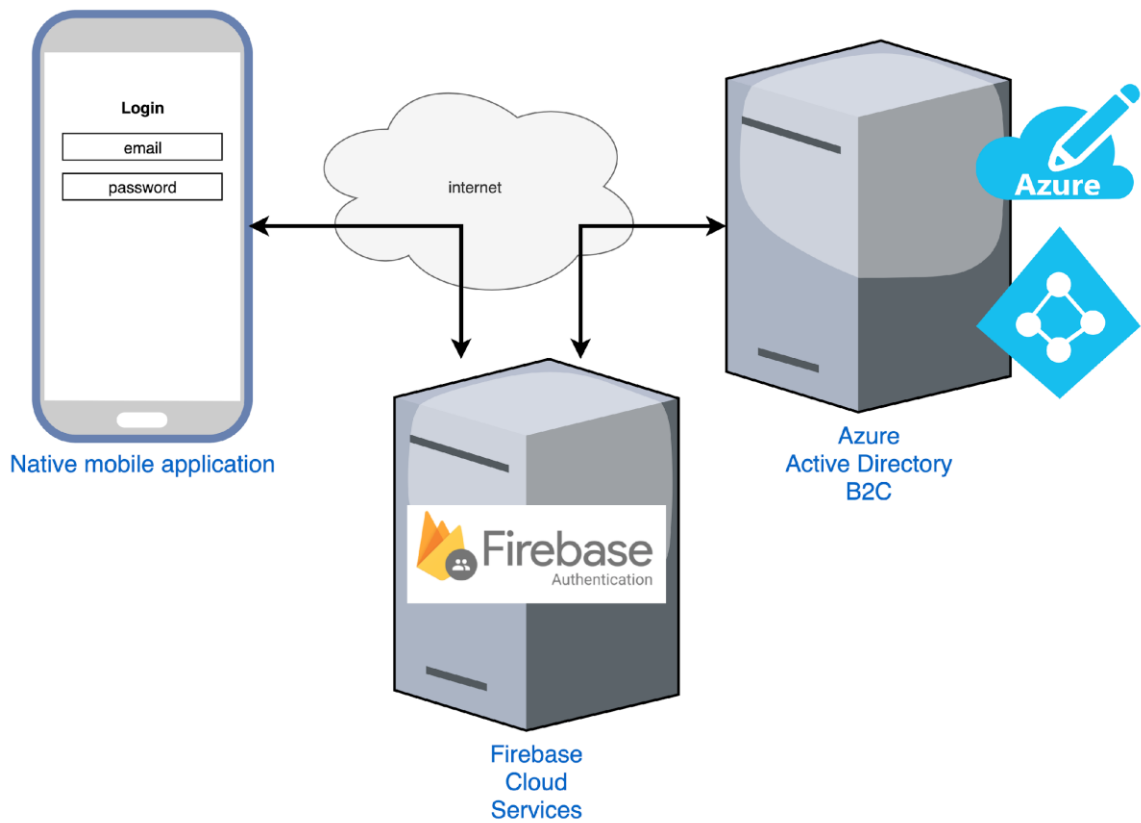 Login
email
password
internet
Azure
Native mobile application
Azure
Active Directory
B2C
Firebase
Authentication
Firebase
Cloud
Services